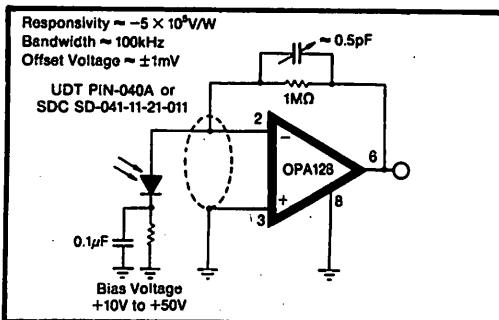 Responsivity ≈ −5 × 10⁵V/W
Bandwidth ≈ 100kHz
Offset Voltage ≈ ±1mV
UDT PIN-040A or
SDC SD-041-11-21-011
≈ 0.5pF
1MΩ
2
−
OPA128
6
+
3
8
0.1µF
Bias Voltage
+10V to +50V